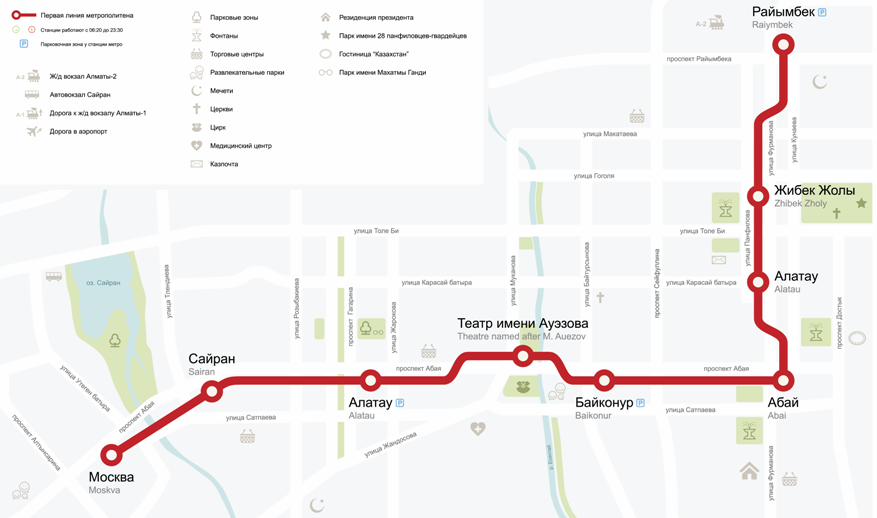 Первая линия метрополитена
Станции работают с 06:20 до 23:30
P Парковочная зона у станции метро
A-2 Ж/д вокзал Алматы-2
Автовокзал Сайран
A-1 Дорога к ж/д вокзалу Алматы-1
Дорога в аэропорт
Парковые зоны
Фонтаны
Торговые центры
Развлекательные парки
Мечети
Церкви
Цирк
Медицинский центр
Казпочта
Резиденция президента
Парк имени 28 панфиловцев-гвардейцев
Гостиница "Казахстан"
Парк имени Махатмы Ганди
Райымбек P
Raiymbek
A-2
проспект Райымбека
улица Макатаева
улица Фурманова
улица Кунаева
улица Гоголя
Жибек Жолы
Zhibek Zholy
улица Толе Би
улица Толе Би
улица Панфилова
оз. Сайран
улица Тлендиева
улица Розыбакиева
проспект Гагарина
улица Жарокова
улица Карасай батыра
улица Муканова
улица Байтурсынова
проспект Сейфуллина
улица Карасай батыра
Алатау
Alatau
проспект Достык
Театр имени Ауэзова
Theatre named after M. Auezov
Сайран
Sairan
проспект Абая
проспект Абая
улица Утеген батыра
проспект Абая
Алатау P
Alatau
Байконур P
Baikonur
улица Сатпаева
Абай
Abai
улица Сатпаева
проспект Алтынсарина
улица Жандосова
Москва
Moskva
улица Фурманова